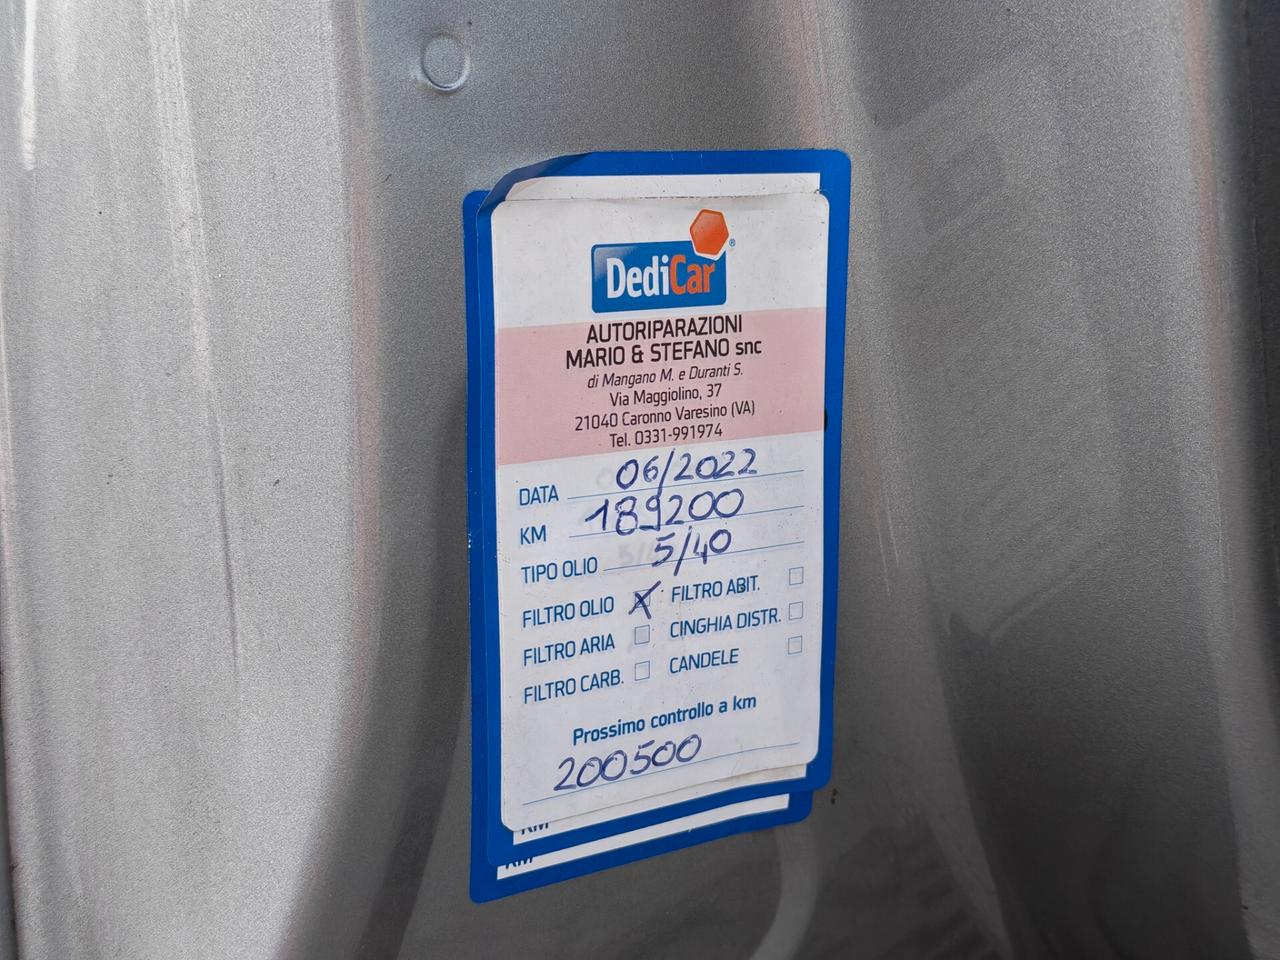 DediCar®
AUTORIPARAZIONI
MARIO & STEFANO snc
di Mangano M. e Duranti S.
Via Maggiolino, 37
21040 Caronno Varesino (VA)
Tel. 0331-991974
DATA 06/2022
KM 189200
TIPO OLIO 5/40
FILTRO OLIO X FILTRO ABIT.
FILTRO ARIA CINGHIA DISTR.
FILTRO CARB. CANDELE
Prossimo controllo a km
200500
KM
KM